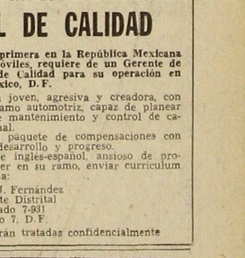 L DE CALIDAD
primera en la República Mexicana
óviles, requiere de un Gerente de
de Calidad para su operación en
xico, D. F.
joven, agresiva y creadora, con
amo automotriz, capaz de planear
e mantenimiento y control de ca-
nal.
paquete de compensaciones con
desarrollo y progreso.
e inglés-español, ansioso de pro-
er en su ramo, enviar curriculum
a:
J. Fernández
te Distrital
ado 7-931
o 7, D. F.
rán tratadas confidencialmente